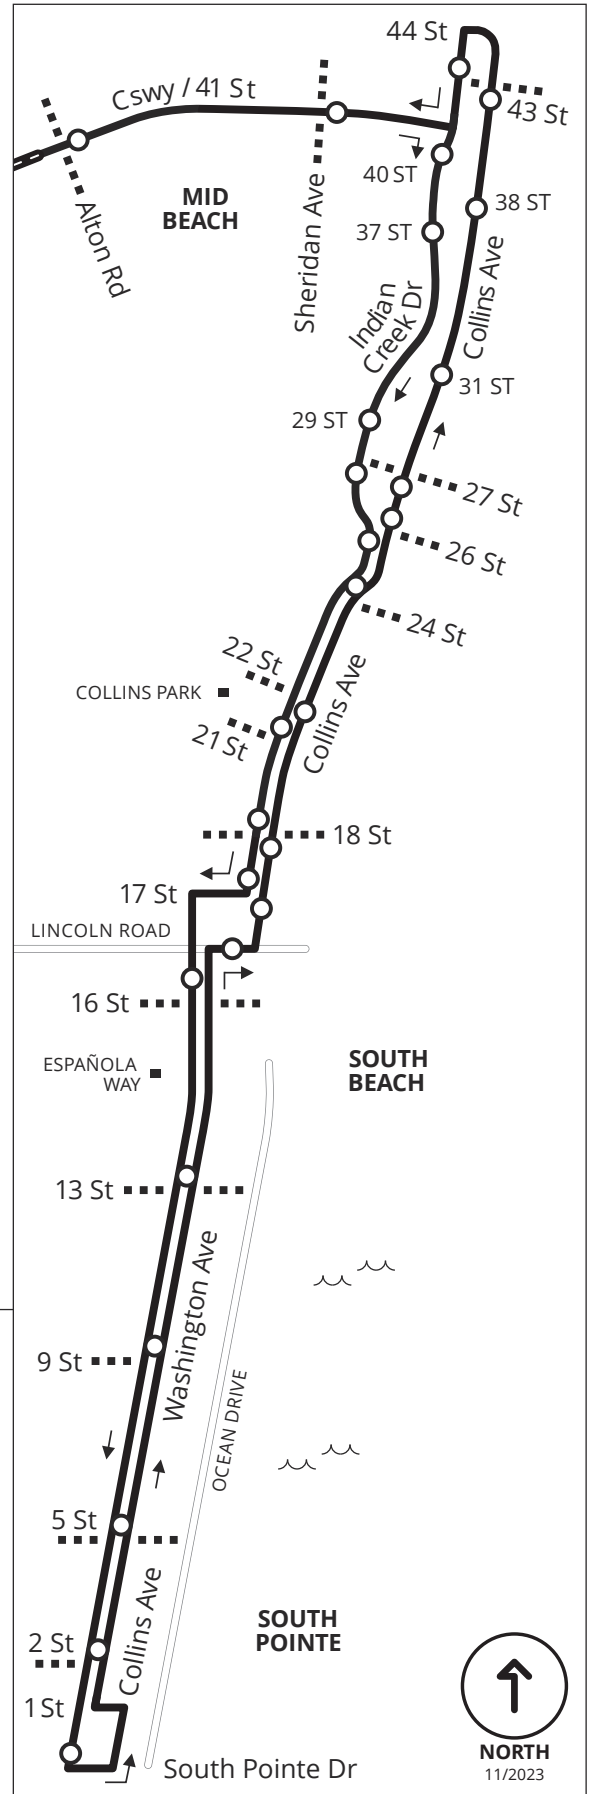 44 St
Cswy / 41 St
43 St
40 ST
MID
BEACH
38 ST
Alton Rd
Sheridan Ave
37 ST
Collins Ave
Indian
Creek Dr
31 ST
29 ST
27 St
26 St
24 St
22 St
COLLINS PARK
21 St
Collins Ave
18 St
17 St
LINCOLN ROAD
16 St
SOUTH
BEACH
ESPAÑOLA
WAY
13 St
Washington Ave
9 St
OCEAN DRIVE
5 St
Collins Ave
SOUTH
POINTE
2 St
1 St
NORTH
11/2023
South Pointe Dr